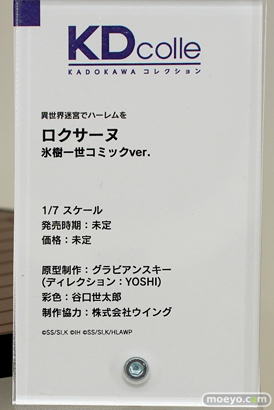 KDcolle
KADOKAWA コレクション
異世界迷宮でハーレムを
ロクサーヌ
氷樹一世コミックver.
1/7 スケール
発売時期：未定
価格：未定
原型制作：グラビアンスキー
(ディレクション：YOSHI)
彩色：谷口世太郎
制作協力：株式会社ウイング
©SS/SI,K ©IH ©SS/SI,K/HLAWP
moeyo.com